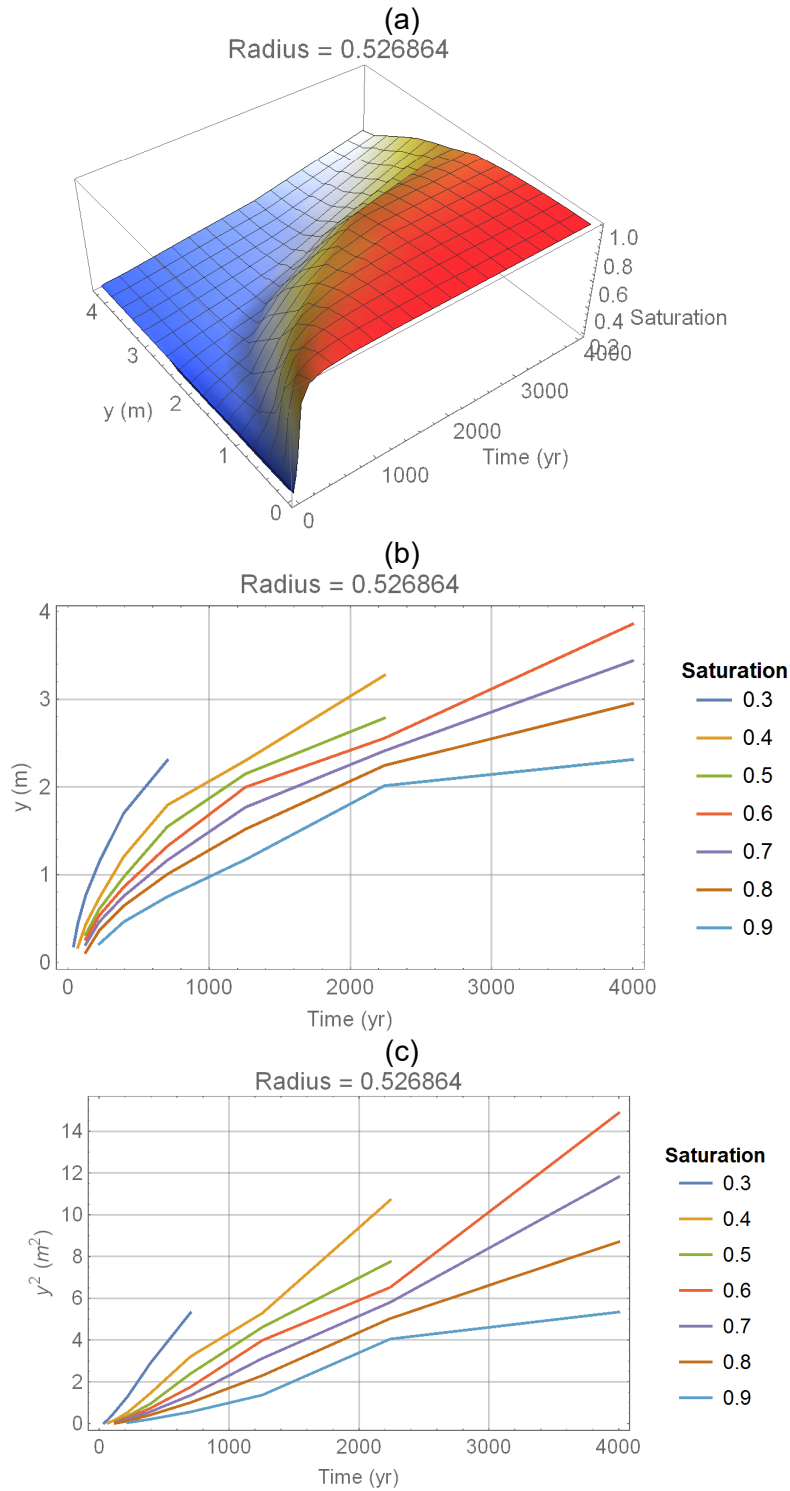 (a)
Radius = 0.526864
1.0
0.8
0.6
0.4
0.2
Saturation
4
3
2
1
0
y (m)
0
1000
2000
3000
4000
Time (yr)
(b)
Radius = 0.526864
4
3
2
1
0
y (m)
0 1000 2000 3000 4000
Time (yr)
Saturation
0.3
0.4
0.5
0.6
0.7
0.8
0.9
(c)
Radius = 0.526864
14
12
10
8
6
4
2
0
y² (m²)
0 1000 2000 3000 4000
Time (yr)
Saturation
0.3
0.4
0.5
0.6
0.7
0.8
0.9